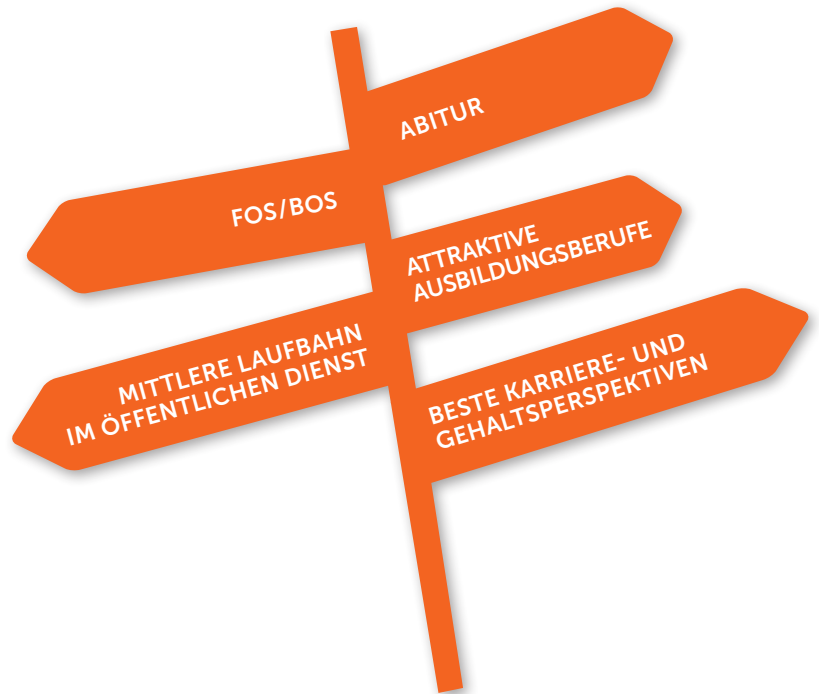 ABITUR
FOS/BOS
ATTRAKTIVE
AUSBILDUNGSBERUFE
MITTLERE LAUFBAHN
IM ÖFFENTLICHEN DIENST
BESTE KARRIERE- UND
GEHALTSPERSPEKTIVEN